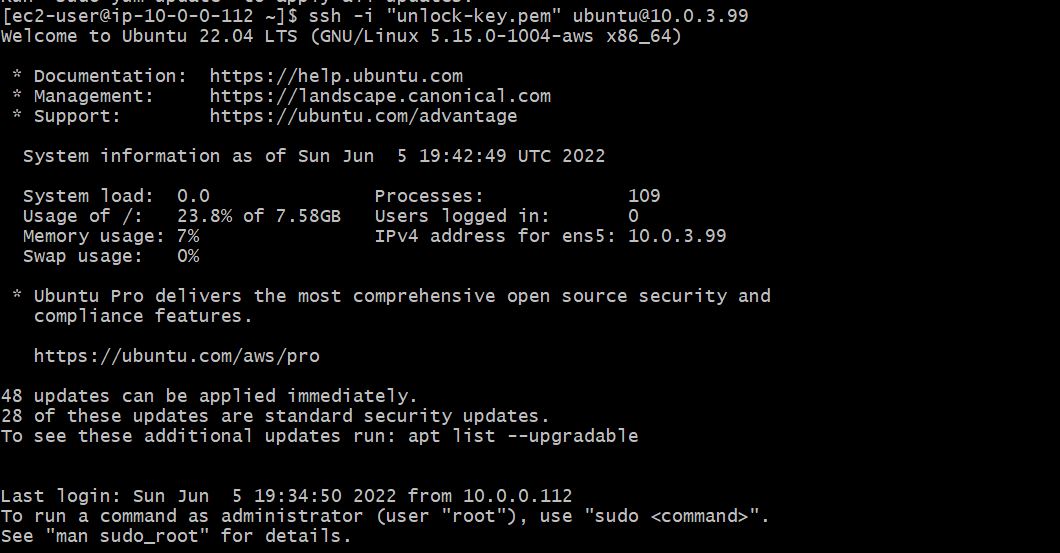 [ec2-user@ip-10-0-0-112 ~]$ ssh -i "unlock-key.pem" ubuntu@10.0.3.99
Welcome to Ubuntu 22.04 LTS (GNU/Linux 5.15.0-1004-aws x86_64)
* Documentation:  https://help.ubuntu.com
* Management:     https://landscape.canonical.com
* Support:        https://ubuntu.com/advantage
System information as of Sun Jun  5 19:42:49 UTC 2022
System load:  0.0                Processes:             109
Usage of /:   23.8% of 7.58GB   Users logged in:       0
Memory usage: 7%                 IPv4 address for ens5: 10.0.3.99
Swap usage:   0%
* Ubuntu Pro delivers the most comprehensive open source security and
compliance features.
https://ubuntu.com/aws/pro
48 updates can be applied immediately.
28 of these updates are standard security updates.
To see these additional updates run: apt list --upgradable
Last login: Sun Jun  5 19:34:50 2022 from 10.0.0.112
To run a command as administrator (user "root"), use "sudo <command>".
See "man sudo_root" for details.